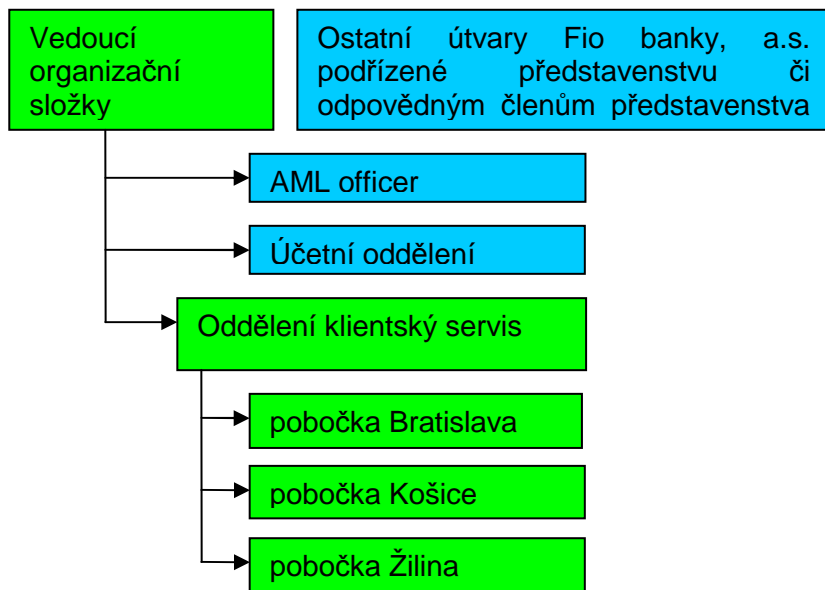 Vedoucí
organizační
složky
Ostatní útvary Fio banky, a.s.
podřízené představenstvu či
odpovědným členům představenstva
AML officer
Účetní oddělení
Oddělení klientský servis
pobočka Bratislava
pobočka Košice
pobočka Žilina